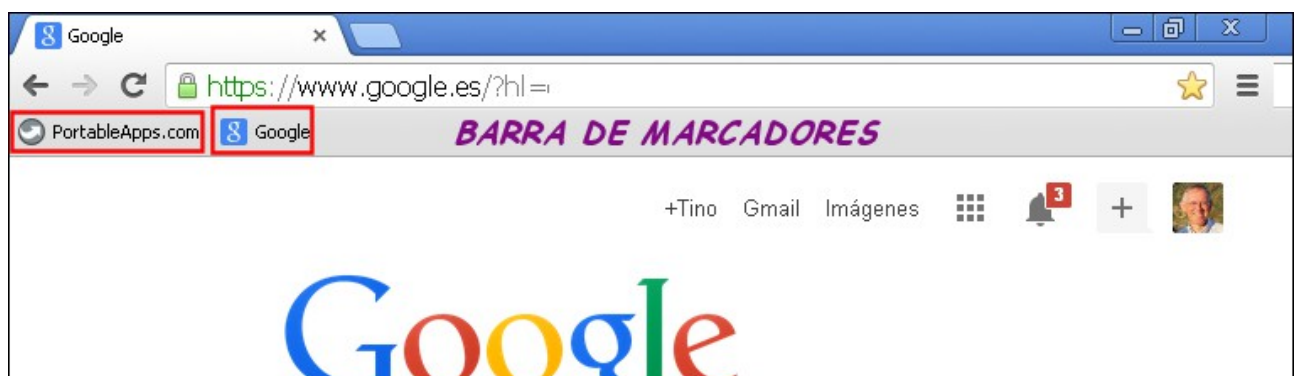 Google
https://www.google.es/?hl=
PortableApps.com Google BARRA DE MARCADORES
+Tino Gmail Imágenes 3
Google